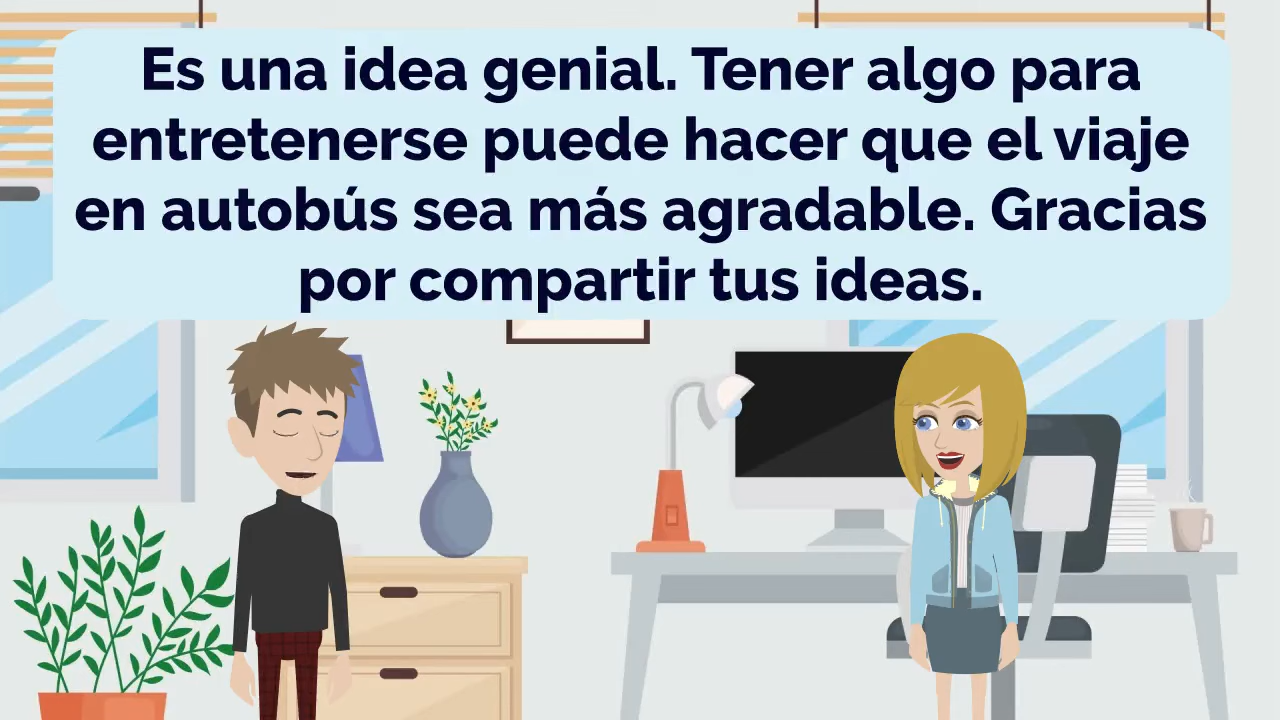 Es una idea genial. Tener algo para
entretenerse puede hacer que el viaje
en autobús sea más agradable. Gracias
por compartir tus ideas.